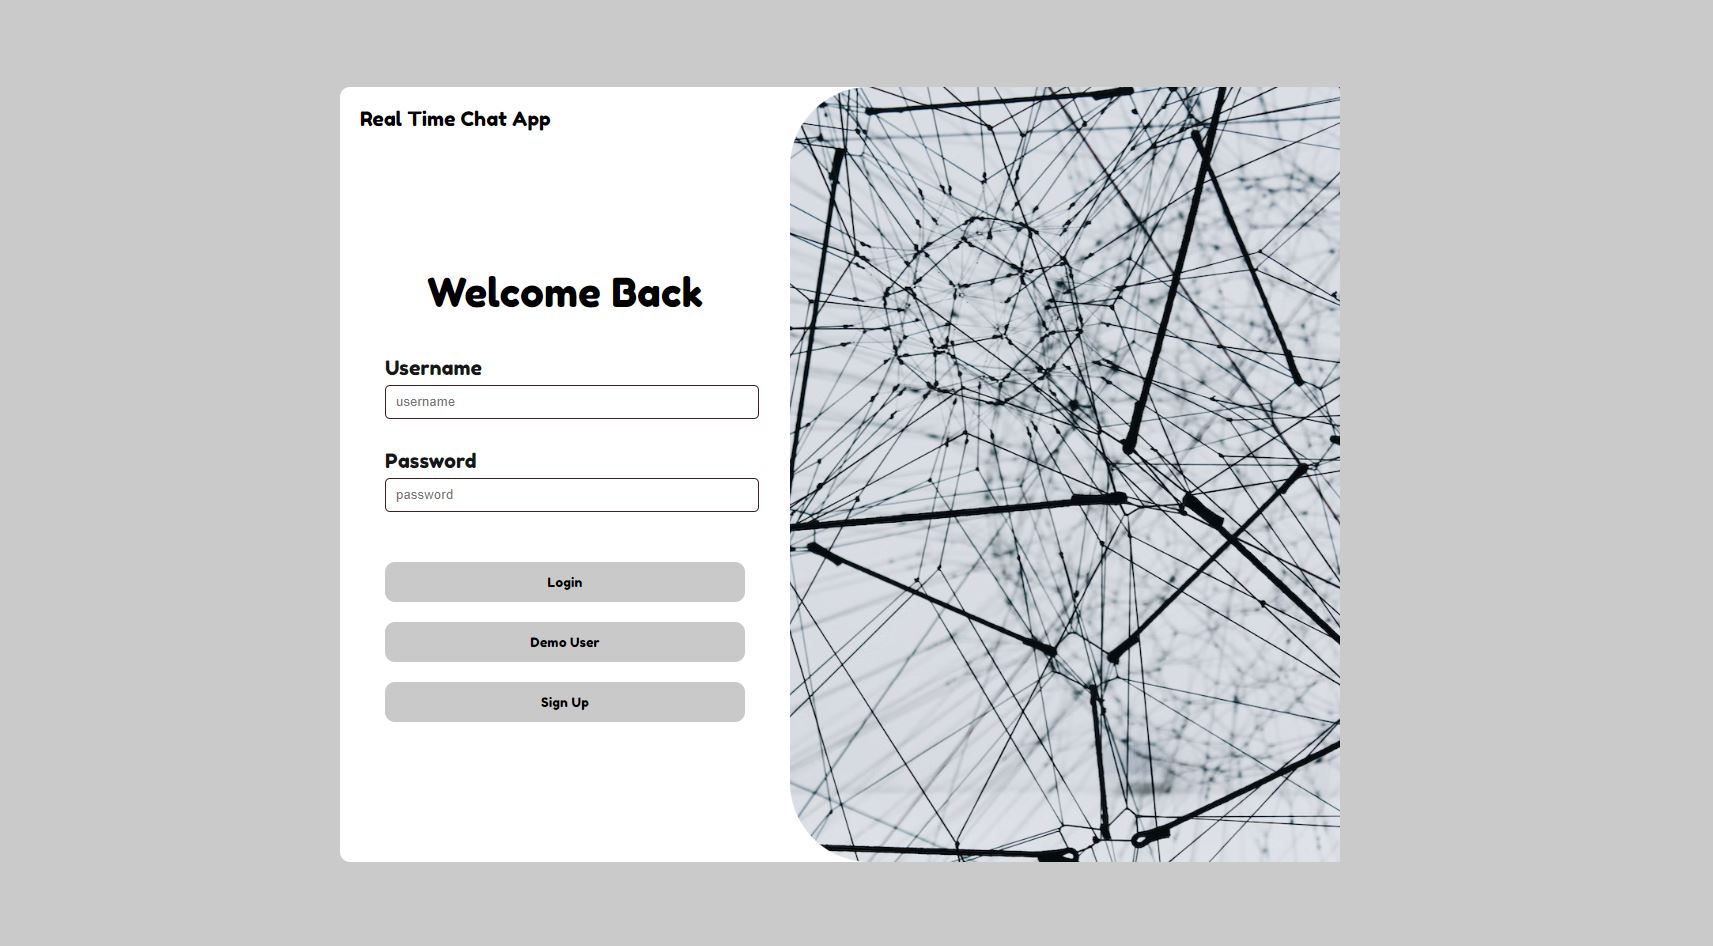 Real Time Chat App
Welcome Back
Username
username
Password
password
Login
Demo User
Sign Up